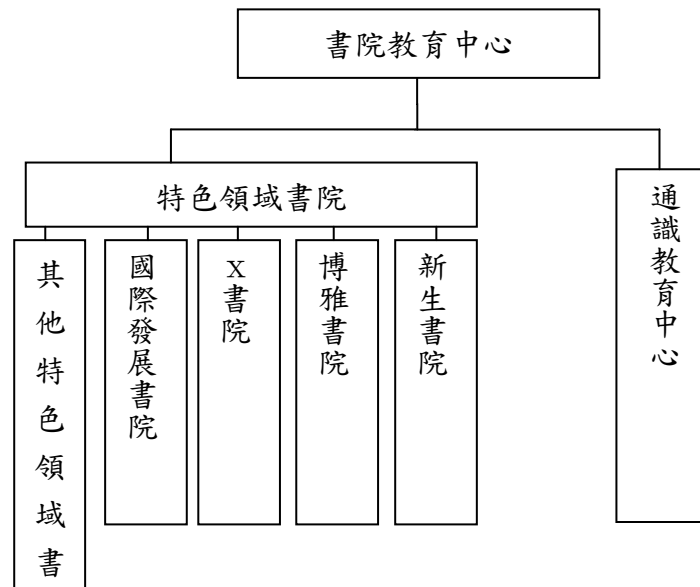 書院教育中心
特色領域書院
通識教育中心
其他特色領域書
國際發展書院
X書院
博雅書院
新生書院